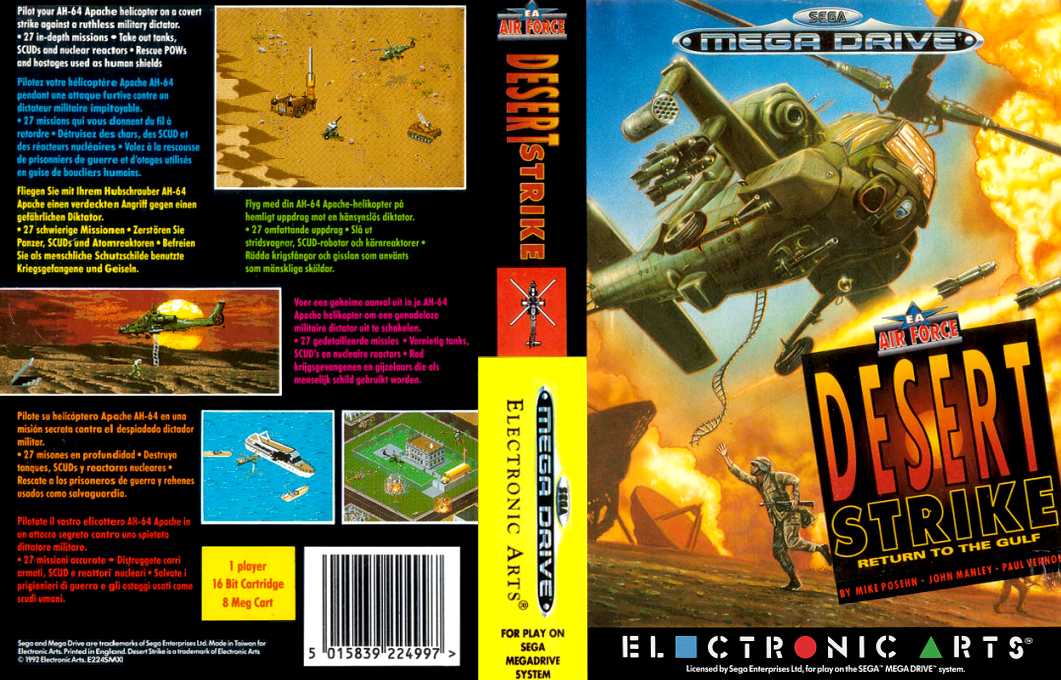 Pilot your AH-64 Apache helicopter on a covert
strike against a ruthless military dictator.
• 27 in-depth missions • Take out tanks,
SCUDs and nuclear reactors • Rescue POWs
and hostages used as human shields
Pilotez votre hélicoptère Apache AH-64
pendant une attaque furtive contre un
dictateur militaire impitoyable.
• 27 missions qui vous donnent du fil à
retordre • Détruisez des chars, des SCUD et
des réacteurs nucléaires • Volez à la rescousse
de prisonniers de guerre et d'otages utilisés
en guise de boucliers humains.
Fliegen Sie mit Ihrem Hubschrauber AH-64
Apache einen verdeckten Angriff gegen einen
gefährlichen Diktator.
• 27 schwierige Missionen • Zerstören Sie
Panzer, SCUDs und Atomreaktoren • Befreien
Sie als menschliche Schutzschilde benutzte
Kriegsgefangene und Geiseln.
Flyg med din AH-64 Apache-helikopter på
hemligt uppdrag mot en hänsynslös diktator.
• 27 omfattande uppdrag • Slå ut
stridsvagnar, SCUD-robotar och kärnreaktorer •
Rädda krigsfångar och gisslan som använts
som mänskliga sköldar.
Voer een geheime aanval uit in je AH-64
Apache helikopter om een genadeloze
militaire dictator uit te schakelen.
• 27 gedetailleerde missies • Vernietig tanks,
SCUD's en nucleaire reactors • Red
krijgsgevangenen en gijzelaars die als
menselijk schild gebruikt worden.
Pilote su helicóptero Apache AH-64 en una
misión secreta contra el despiadado dictador
militar.
• 27 misones en profundidad • Destruya
tanques, SCUDs y reactores nucleares •
Rescate a los prisoneros de guerra y rehenes
usados como salvaguardia.
Pilotate il vostro elicottero AH-64 Apache in
un attacco segreto contro uno spietato
dittatore militare.
• 27 missioni accurate • Distruggete carri
armati, SCUD e reattori nucleari • Salvate i
prigionieri di guerra e gli ostaggi usati come
scudi umani.
1 player
16 Bit Cartridge
8 Meg Cart
5 015839 224997 >
Sega and Mega Drive are trademarks of Sega Enterprises Ltd. Made in Taiwan for
Electronic Arts. Printed in England. Desert Strike is a trademark of Electronic Arts
© 1992 Electronic Arts. E224SMXI
EA
AIR FORCE
DESERT STRIKE
SEGA
MEGA DRIVE
ELECTRONIC ARTS®
FOR PLAY ON
SEGA
MEGADRIVE
SYSTEM
SEGA
MEGA DRIVE
EA
AIR FORCE
DESERT
STRIKE
RETURN TO THE GULF
BY MIKE POSEHN • JOHN MANLEY • PAUL VERNON
ELECTRONIC ARTS™
Licensed by Sega Enterprises Ltd, for play on the SEGA™ MEGA DRIVE™ system.